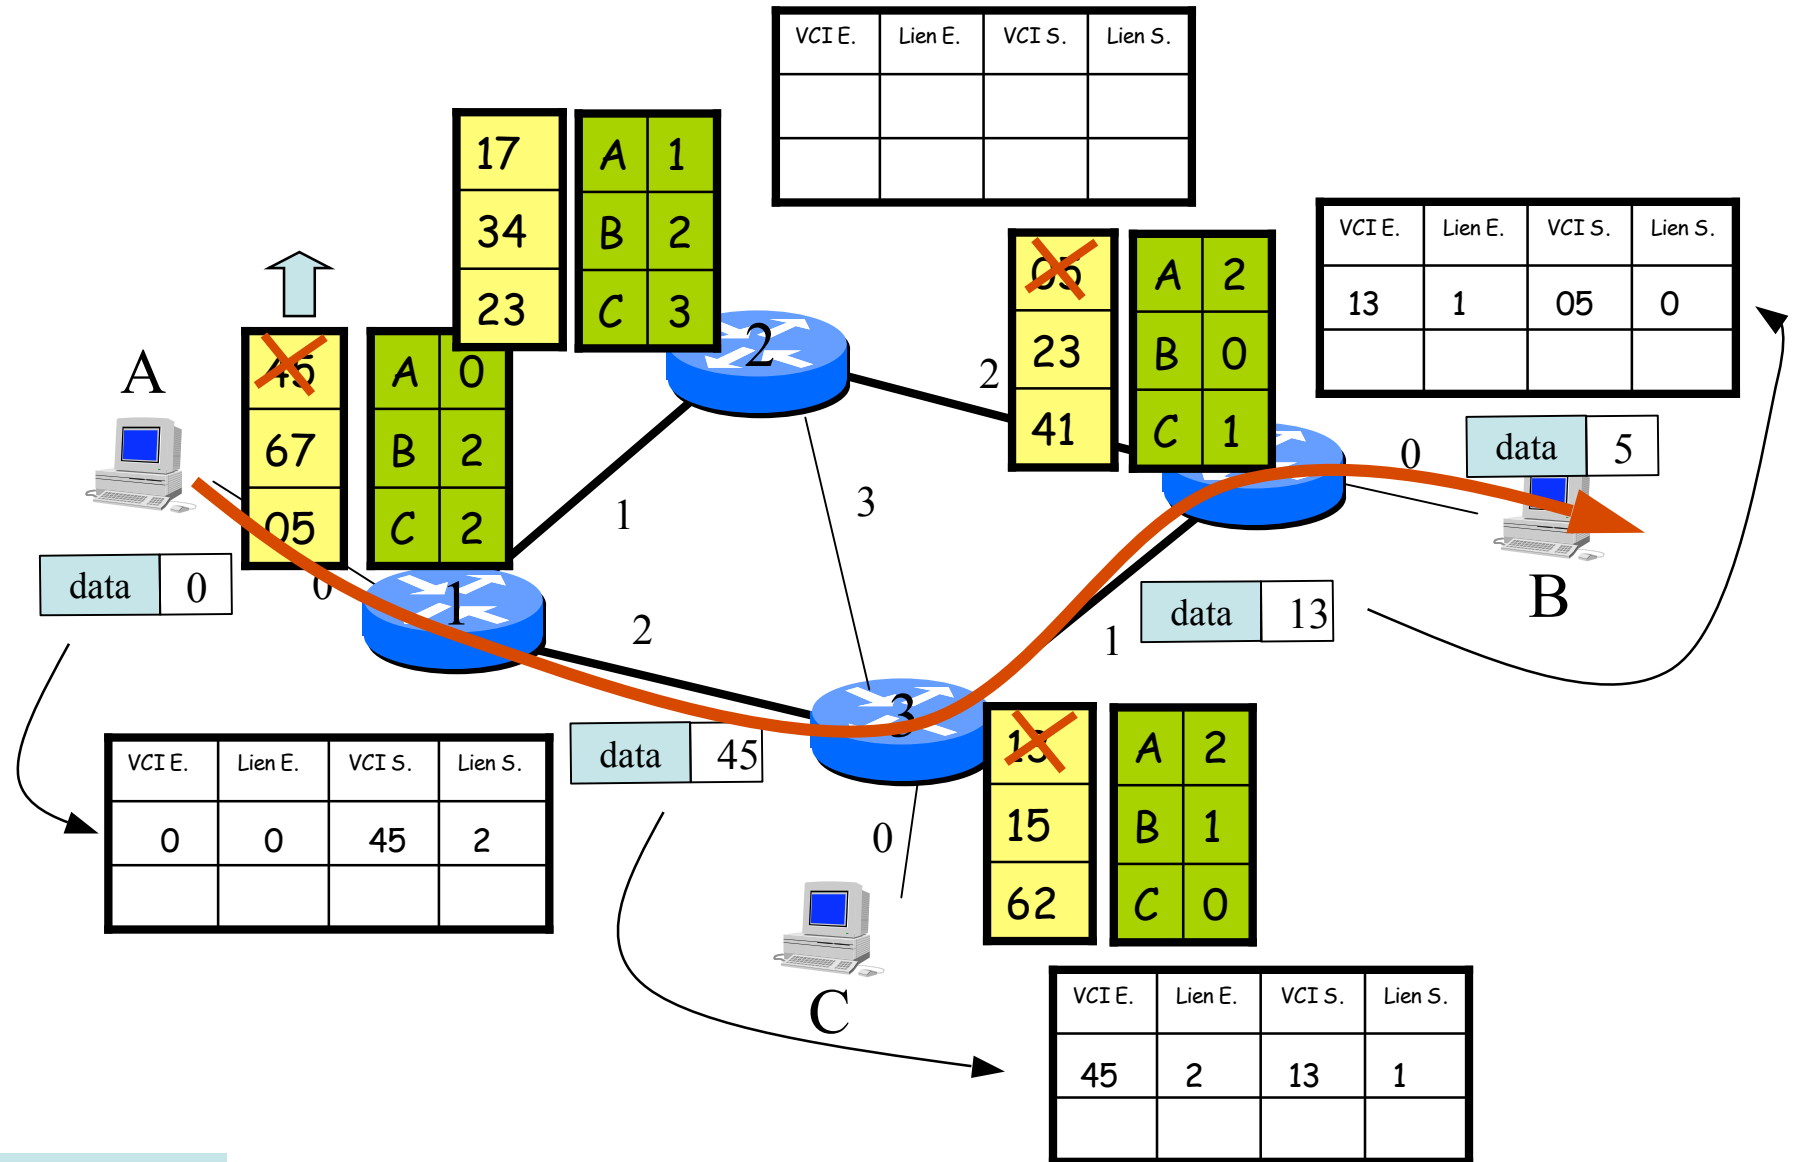 VCI E. Lien E. VCI S. Lien S.
17 A 1
34 B 2
23 C 3
VCI E. Lien E. VCI S. Lien S.
13 1 05 0
05 A 2
23 B 0
41 C 1
2
2
A
45 A 0
67 B 2
05 C 2
0
data 5
B
1
3
data 0
0
1
2
data 13
1
3
data 45
13 A 2
15 B 1
62 C 0
VCI E. Lien E. VCI S. Lien S.
0 0 45 2
0
C
VCI E. Lien E. VCI S. Lien S.
45 2 13 1